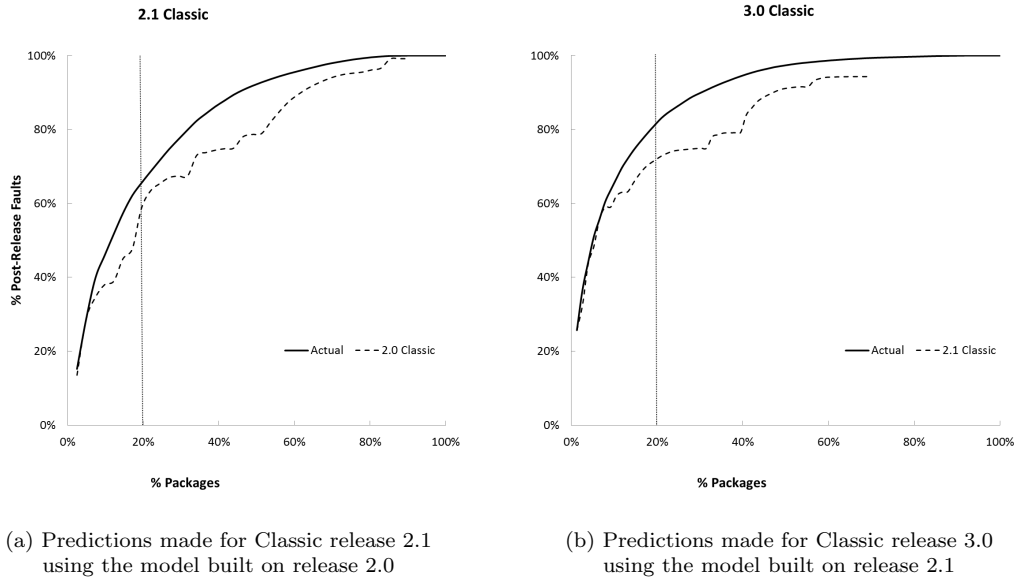 2.1 Classic
% Post-Release Faults
100%
80%
60%
40%
20%
0%
0% 20% 40% 60% 80% 100%
Actual 2.0 Classic
% Packages
3.0 Classic
100%
80%
60%
40%
20%
0%
0% 20% 40% 60% 80% 100%
Actual 2.1 Classic
% Packages
(a) Predictions made for Classic release 2.1
using the model built on release 2.0
(b) Predictions made for Classic release 3.0
using the model built on release 2.1